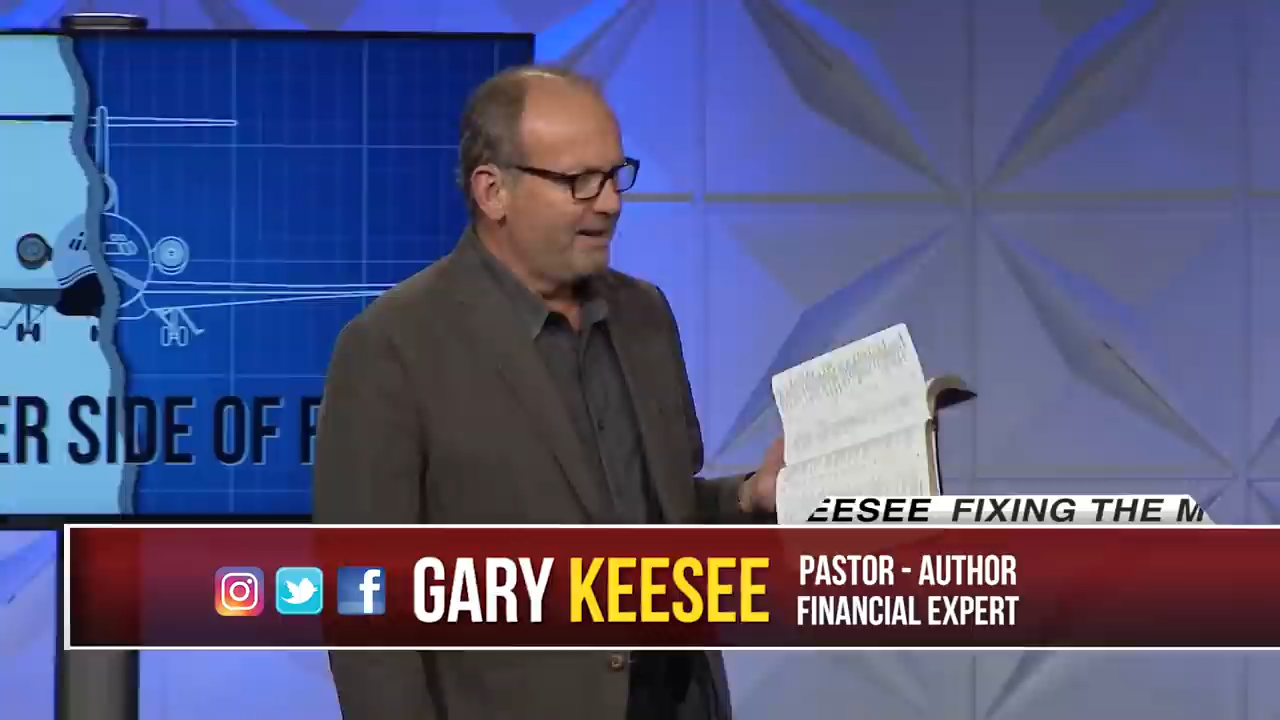 ER SIDE OF F
EESEE FIXING THE M
GARY KEESEE
PASTOR - AUTHOR
FINANCIAL EXPERT